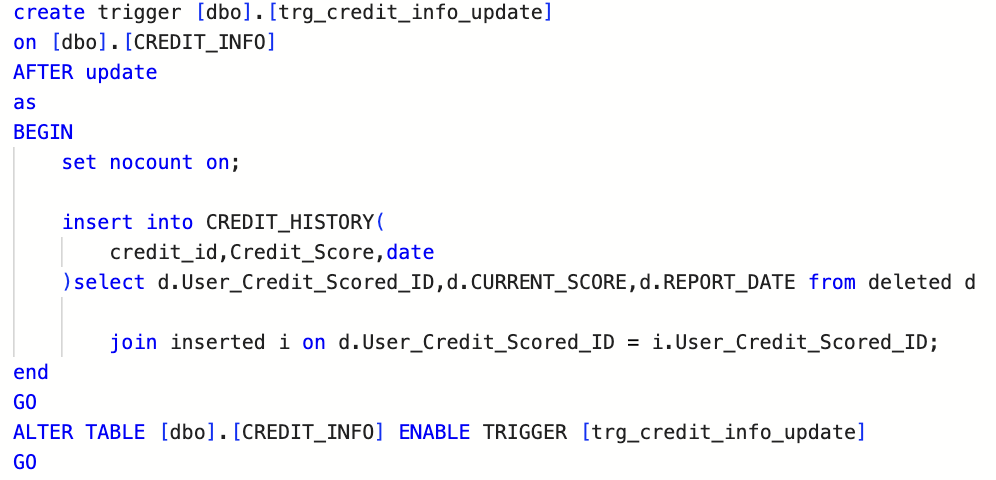 create trigger [dbo].[trg_credit_info_update]
on [dbo].[CREDIT_INFO]
AFTER update
as
BEGIN
set nocount on;
insert into CREDIT_HISTORY(
credit_id,Credit_Score,date
)select d.User_Credit_Scored_ID,d.CURRENT_SCORE,d.REPORT_DATE from deleted d
join inserted i on d.User_Credit_Scored_ID = i.User_Credit_Scored_ID;
end
GO
ALTER TABLE [dbo].[CREDIT_INFO] ENABLE TRIGGER [trg_credit_info_update]
GO